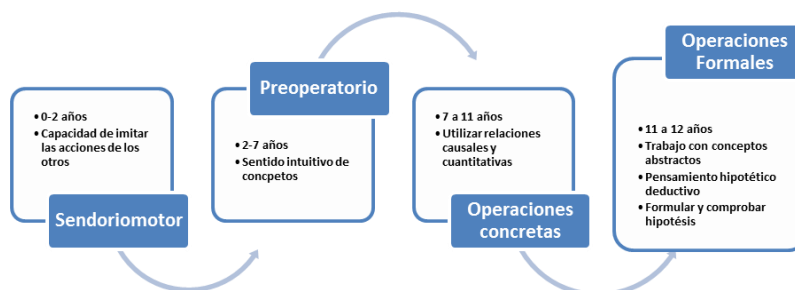 • 0-2 años
• Capacidad de imitar
las acciones de los
otros
Sendoriomotor
Preoperatorio
• 2-7 años
• Sentido intuitivo de
concpetos
• 7 a 11 años
• Utilizar relaciones
causales y
cuantitativas
Operaciones
concretas
Operaciones
Formales
• 11 a 12 años
• Trabajo con conceptos
abstractos
• Pensamiento hipotético
deductivo
• Formular y comprobar
hipotésis